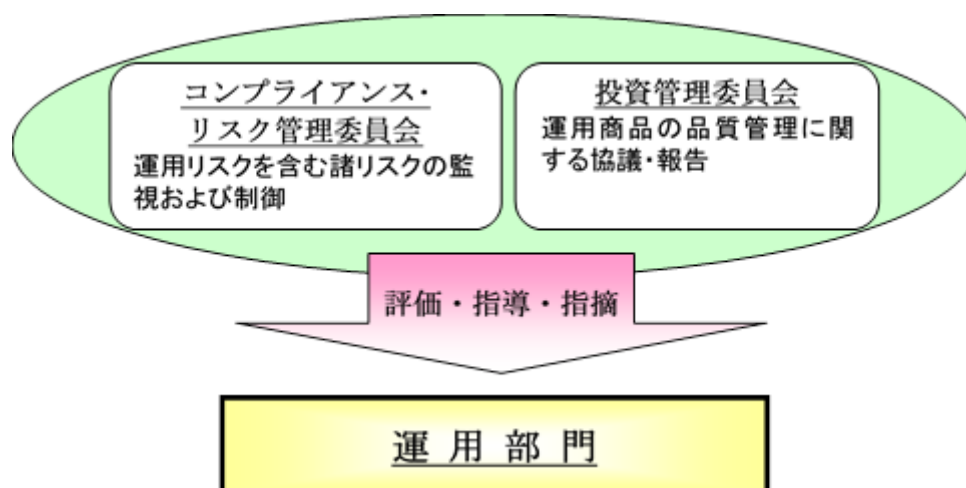 コンプライアンス・
リスク管理委員会
運用リスクを含む諸リスクの監
視および制御
投資管理委員会
運用商品の品質管理に関
する協議・報告
評価・指導・指摘
運用部門